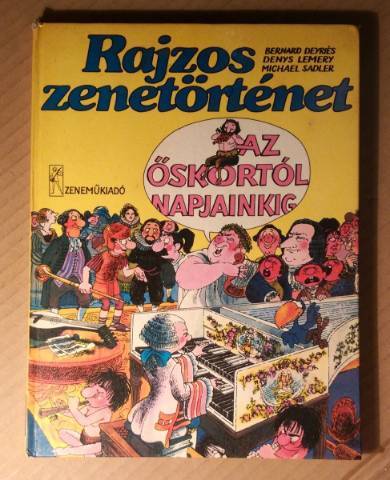 Rajzos
zenetörténet
BERNARD DEYRIÈS
DENYS LEMERY
MICHAEL SADLER
AZ
ŐSKORTÓL
NAPJAINKIG
ZENEMŰKIADÓ